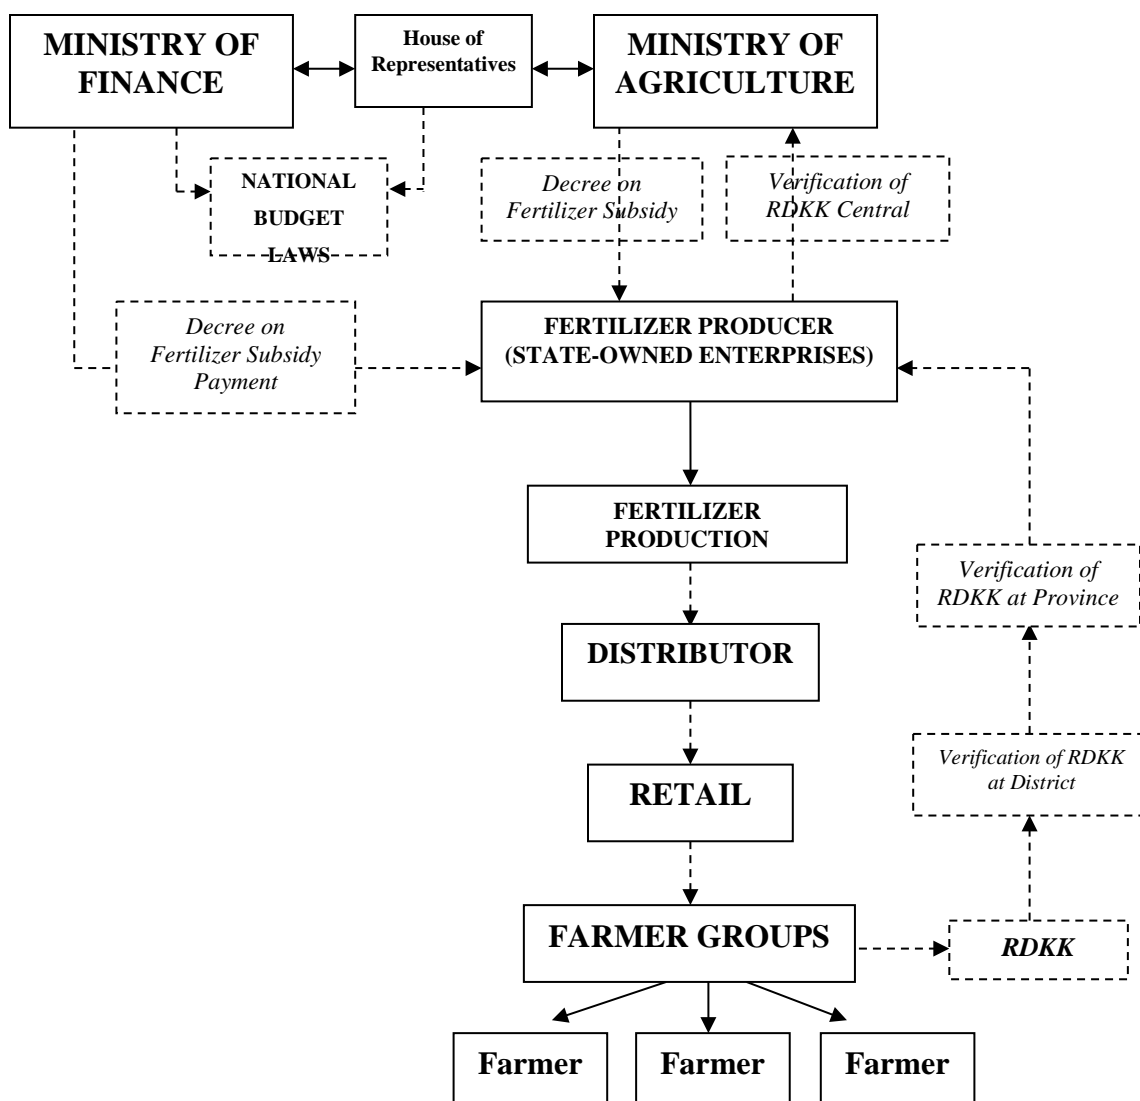 MINISTRY OF
FINANCE
House of
Representatives
MINISTRY OF
AGRICULTURE
NATIONAL
BUDGET
LAWS
Decree on
Fertilizer Subsidy
Verification of
RDKK Central
Decree on
Fertilizer Subsidy
Payment
FERTILIZER PRODUCER
(STATE-OWNED ENTERPRISES)
FERTILIZER
PRODUCTION
Verification of
RDKK at Province
DISTRIBUTOR
Verification of RDKK
at District
RETAIL
FARMER GROUPS
RDKK
Farmer
Farmer
Farmer